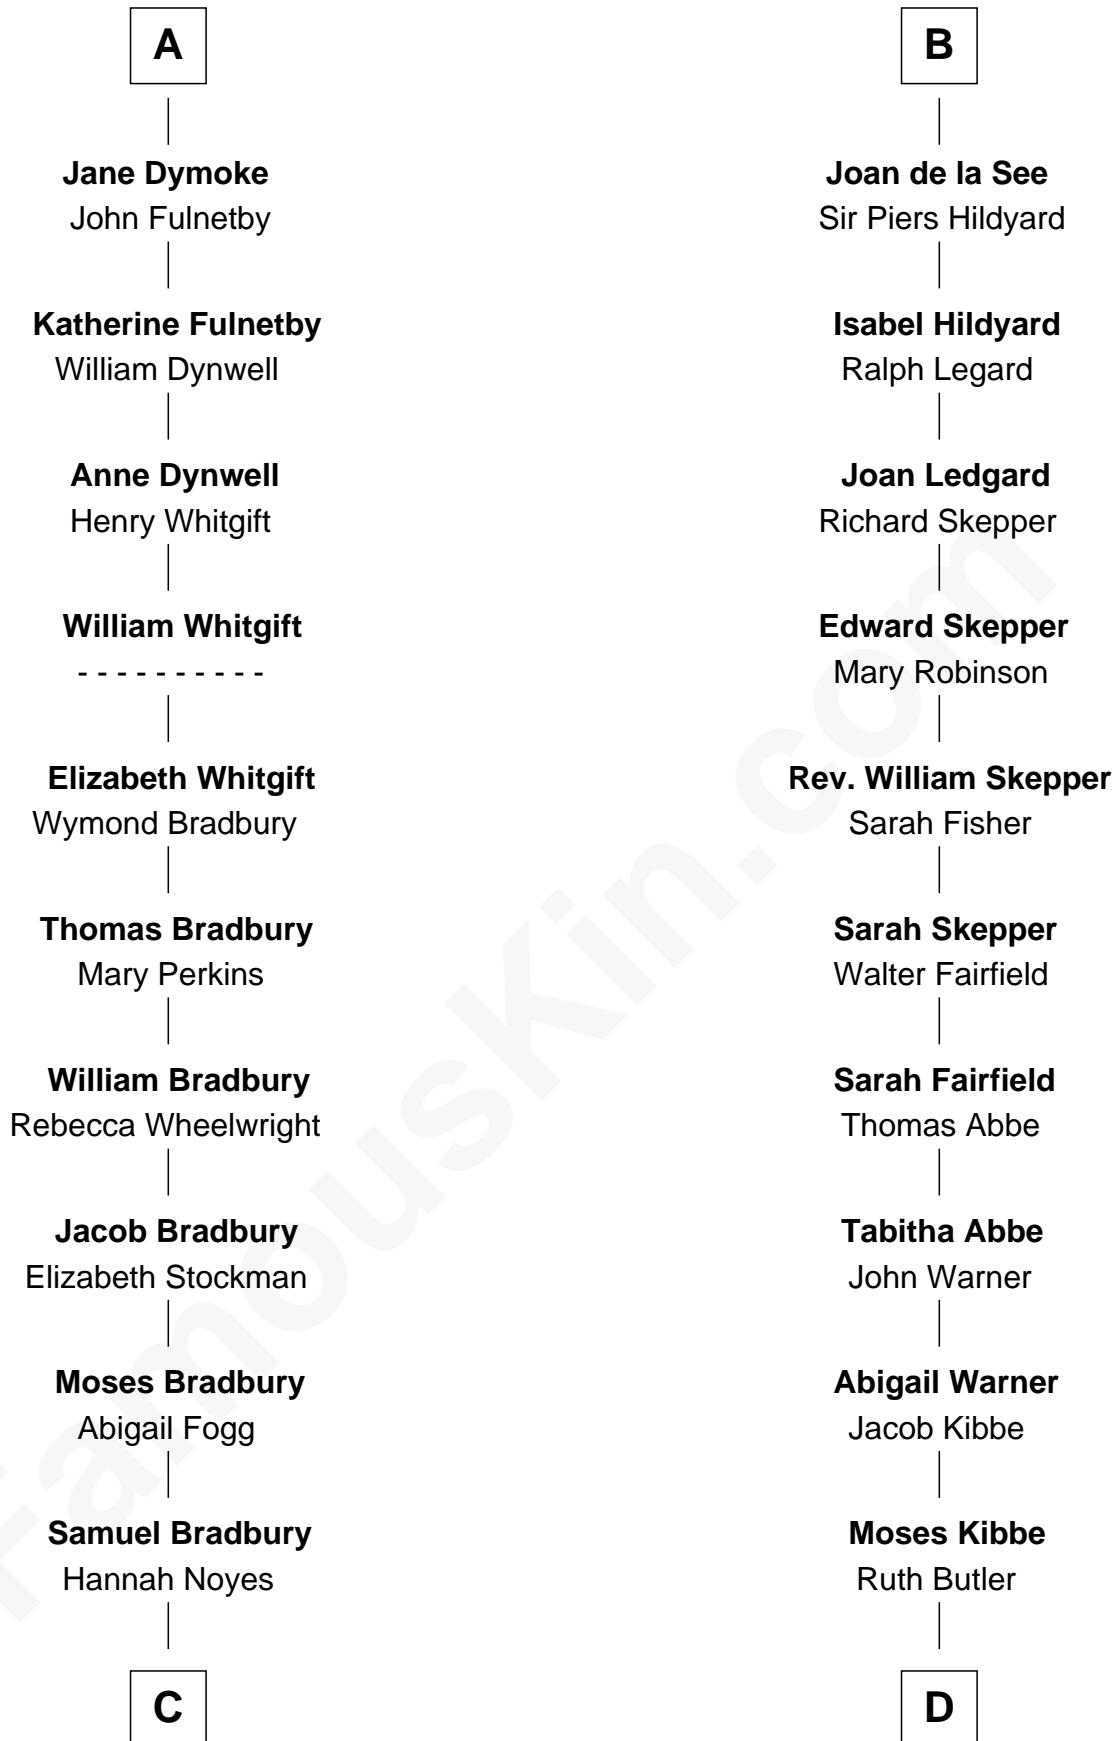 A
Jane Dymoke
John Fulnetby
Katherine Fulnetby
William Dynwell
Anne Dynwell
Henry Whitgift
William Whitgift
- - - - - - - - - -
Elizabeth Whitgift
Wymond Bradbury
Thomas Bradbury
Mary Perkins
William Bradbury
Rebecca Wheelwright
Jacob Bradbury
Elizabeth Stockman
Moses Bradbury
Abigail Fogg
Samuel Bradbury
Hannah Noyes
C
B
Joan de la See
Sir Piers Hildyard
Isabel Hildyard
Ralph Legard
Joan Ledgard
Richard Skepper
Edward Skepper
Mary Robinson
Rev. William Skepper
Sarah Fisher
Sarah Skepper
Walter Fairfield
Sarah Fairfield
Thomas Abbe
Tabitha Abbe
John Warner
Abigail Warner
Jacob Kibbe
Moses Kibbe
Ruth Butler
D
FamousKin.com